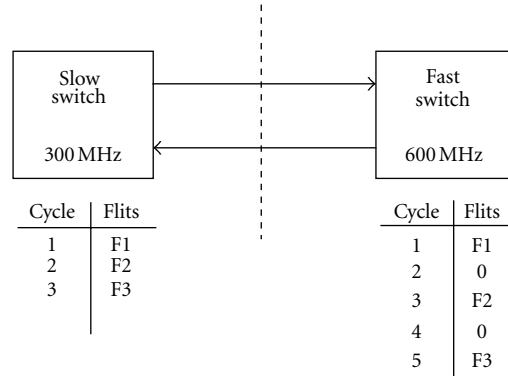 Slow
switch
300 MHz
Fast
switch
600 MHz
Cycle Flits
1 F1
2 F2
3 F3
Cycle Flits
1 F1
2 0
3 F2
4 0
5 F3